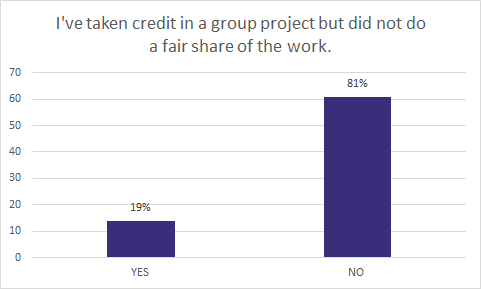 I've taken credit in a group project but did not do
a fair share of the work.
70
60
50
40
30
20
10
0
19%
81%
YES
NO